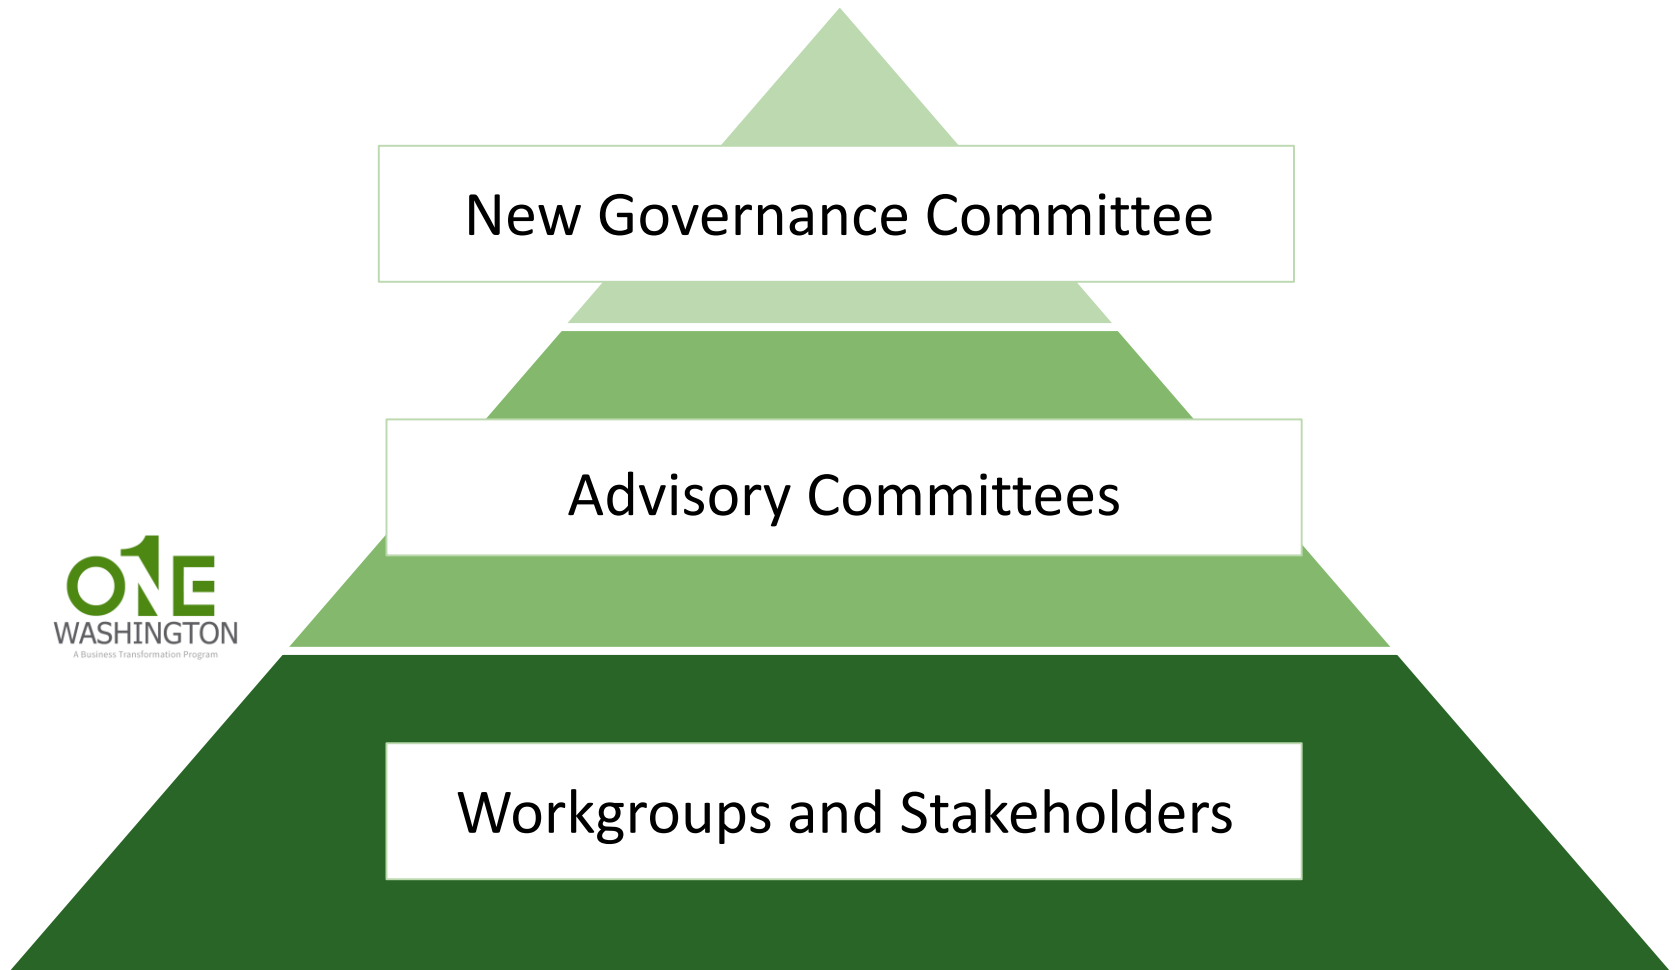 New Governance Committee
Advisory Committees
ONE
WASHINGTON
A Business Transformation Program
Workgroups and Stakeholders